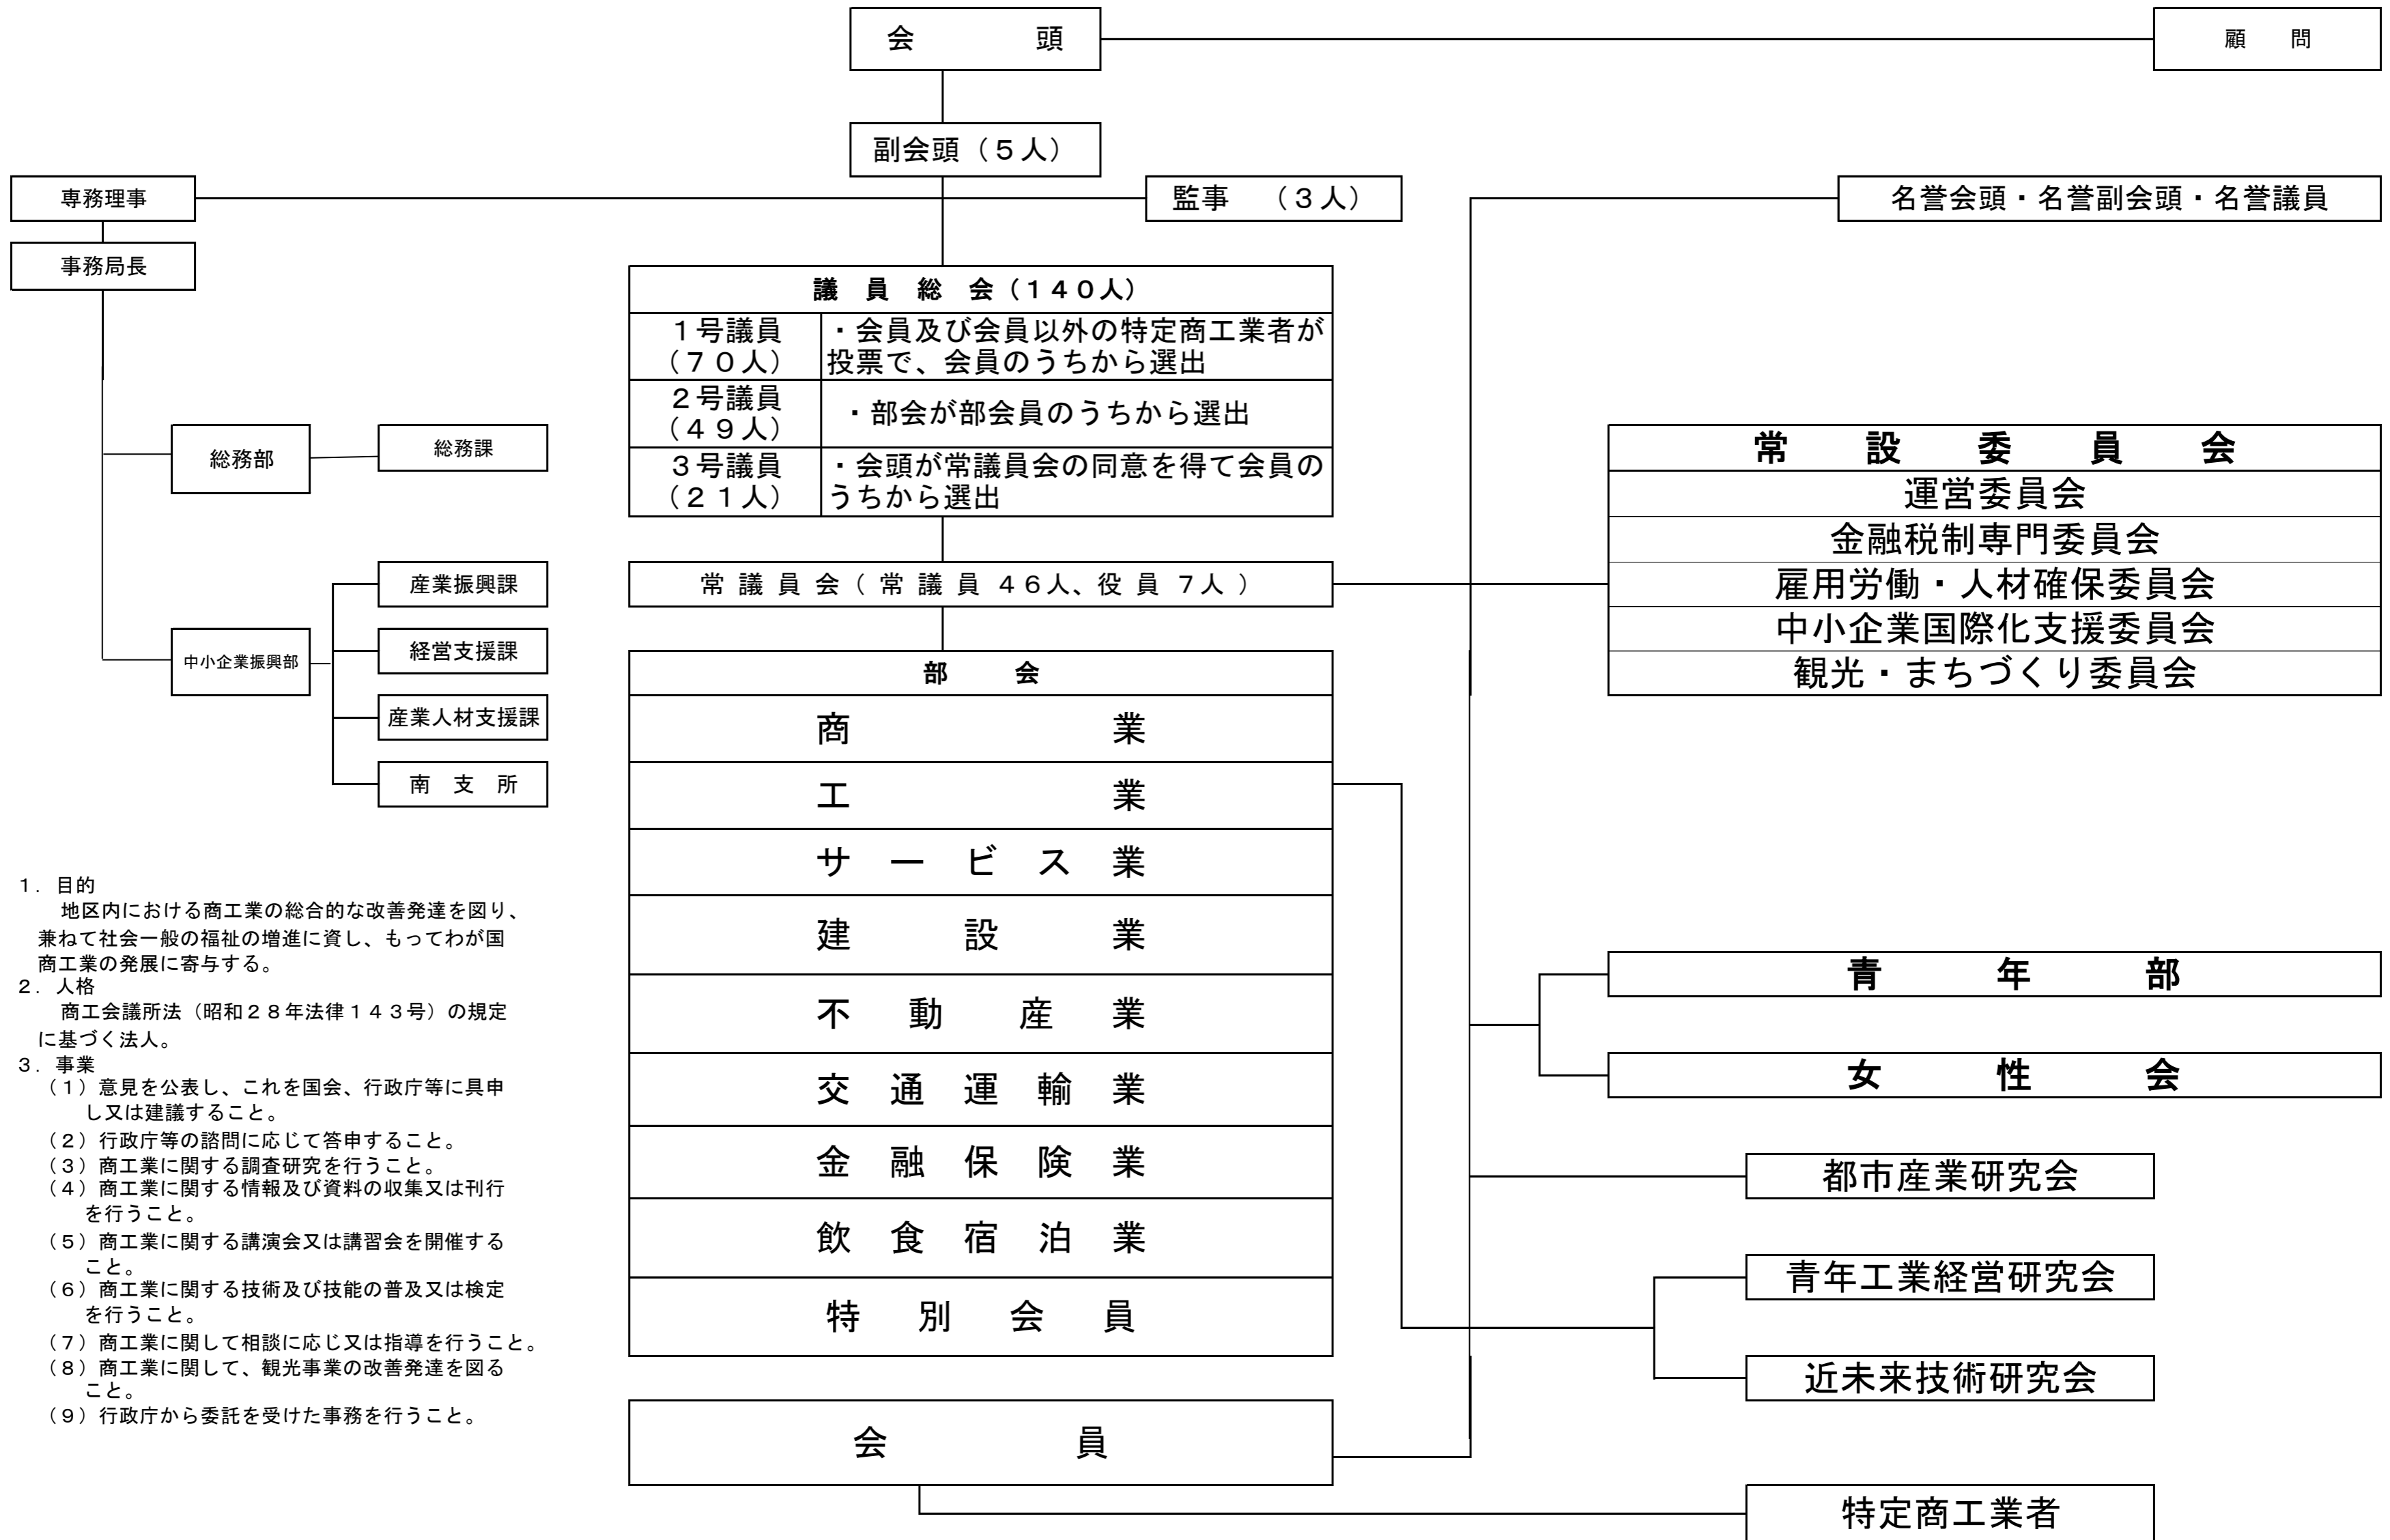 会　　頭
顧　問
副会頭（５人）
専務理事
監事　（３人）
名誉会頭・名誉副会頭・名誉議員
事務局長
議　員　総　会（１４０人）
１号議員
（７０人）
・会員及び会員以外の特定商工業者が
投票で、会員のうちから選出
２号議員
（４９人）
・部会が部会員のうちから選出
３号議員
（２１人）
・会頭が常議員会の同意を得て会員の
うちから選出
総務部
総務課
常　設　委　員　会
運営委員会
金融税制専門委員会
雇用労働・人材確保委員会
中小企業国際化支援委員会
観光・まちづくり委員会
常 議 員 会（ 常 議 員 ４６人、役 員 ７人 ）
中小企業振興部
産業振興課
経営支援課
産業人材支援課
南　支　所
部　　会
商　　業
工　　業
サ　ー　ビ　ス　業
建　設　業
不　動　産　業
交　通　運　輸　業
金　融　保　険　業
飲　食　宿　泊　業
特　別　会　員
会　　員
青　年　部
女　性　会
都市産業研究会
青年工業経営研究会
近未来技術研究会
特定商工業者
１．目的
地区内における商工業の総合的な改善発達を図り、
兼ねて社会一般の福祉の増進に資し、もってわが国
商工業の発展に寄与する。
２．人格
商工会議所法（昭和２８年法律１４３号）の規定
に基づく法人。
３．事業
（１）意見を公表し、これを国会、行政庁等に具申
し又は建議すること。
（２）行政庁等の諮問に応じて答申すること。
（３）商工業に関する調査研究を行うこと。
（４）商工業に関する情報及び資料の収集又は刊行
を行うこと。
（５）商工業に関する講演会又は講習会を開催する
こと。
（６）商工業に関する技術及び技能の普及又は検定
を行うこと。
（７）商工業に関して相談に応じ又は指導を行うこと。
（８）商工業に関して、観光事業の改善発達を図る
こと。
（９）行政庁から委託を受けた事務を行うこと。